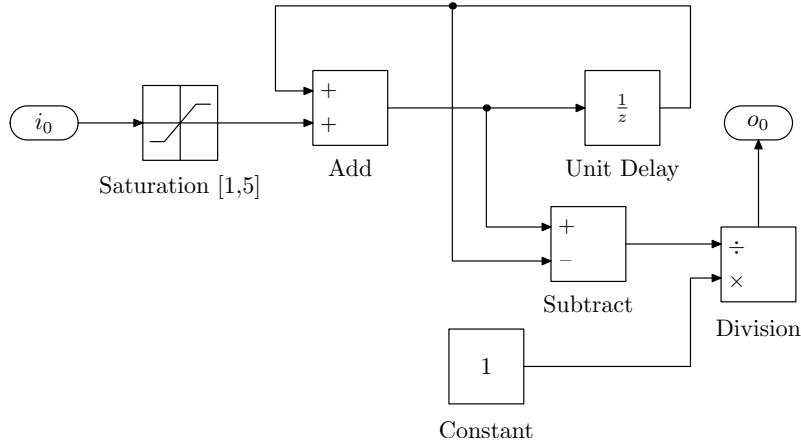 +
i₀
+
1/z
o₀
Add
Unit Delay
Saturation [1,5]
+
÷
−
×
Subtract
Division
1
Constant